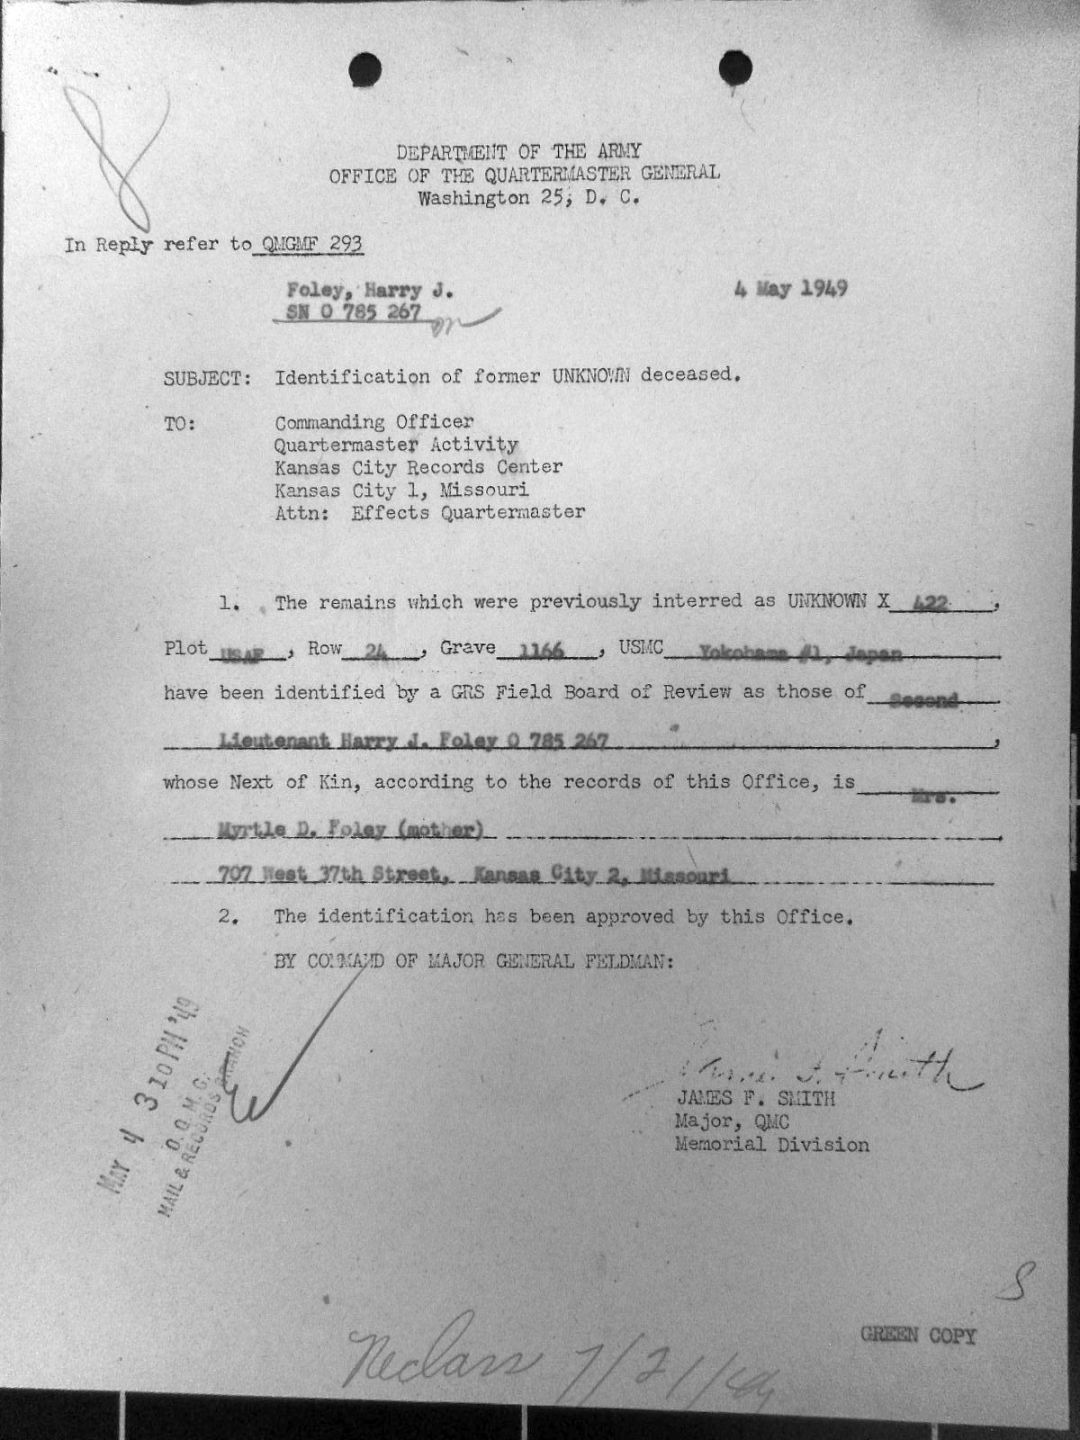 DEPARTMENT OF THE ARMY
OFFICE OF THE QUARTERMASTER GENERAL
Washington 25, D. C.
In Reply refer to QMGMF 293
Foley, Harry J.
4 May 1949
SN O 785 267
SUBJECT: Identification of former UNKNOWN deceased.
TO: Commanding Officer
Quartermaster Activity
Kansas City Records Center
Kansas City 1, Missouri
Attn: Effects Quartermaster
1. The remains which were previously interred as UNKNOWN X 422,
Plot USAF, Row 24, Grave 1166, USMC Yokohama #1, Japan
have been identified by a GRS Field Board of Review as those of Second
Lieutenant Harry J. Foley O 785 267,
whose Next of Kin, according to the records of this Office, is Mrs.
Myrtle D. Foley (mother)
707 West 37th Street, Kansas City 2, Missouri
2. The identification has been approved by this Office.
BY COMMAND OF MAJOR GENERAL FELDMAN:
MAY 4 3 10 PM '49
O. Q. M. G.
MAIL & RECORDS BRANCH
James F. Smith
JAMES F. SMITH
Major, QMC
Memorial Division
S
GREEN COPY
Reclass 7/21/49